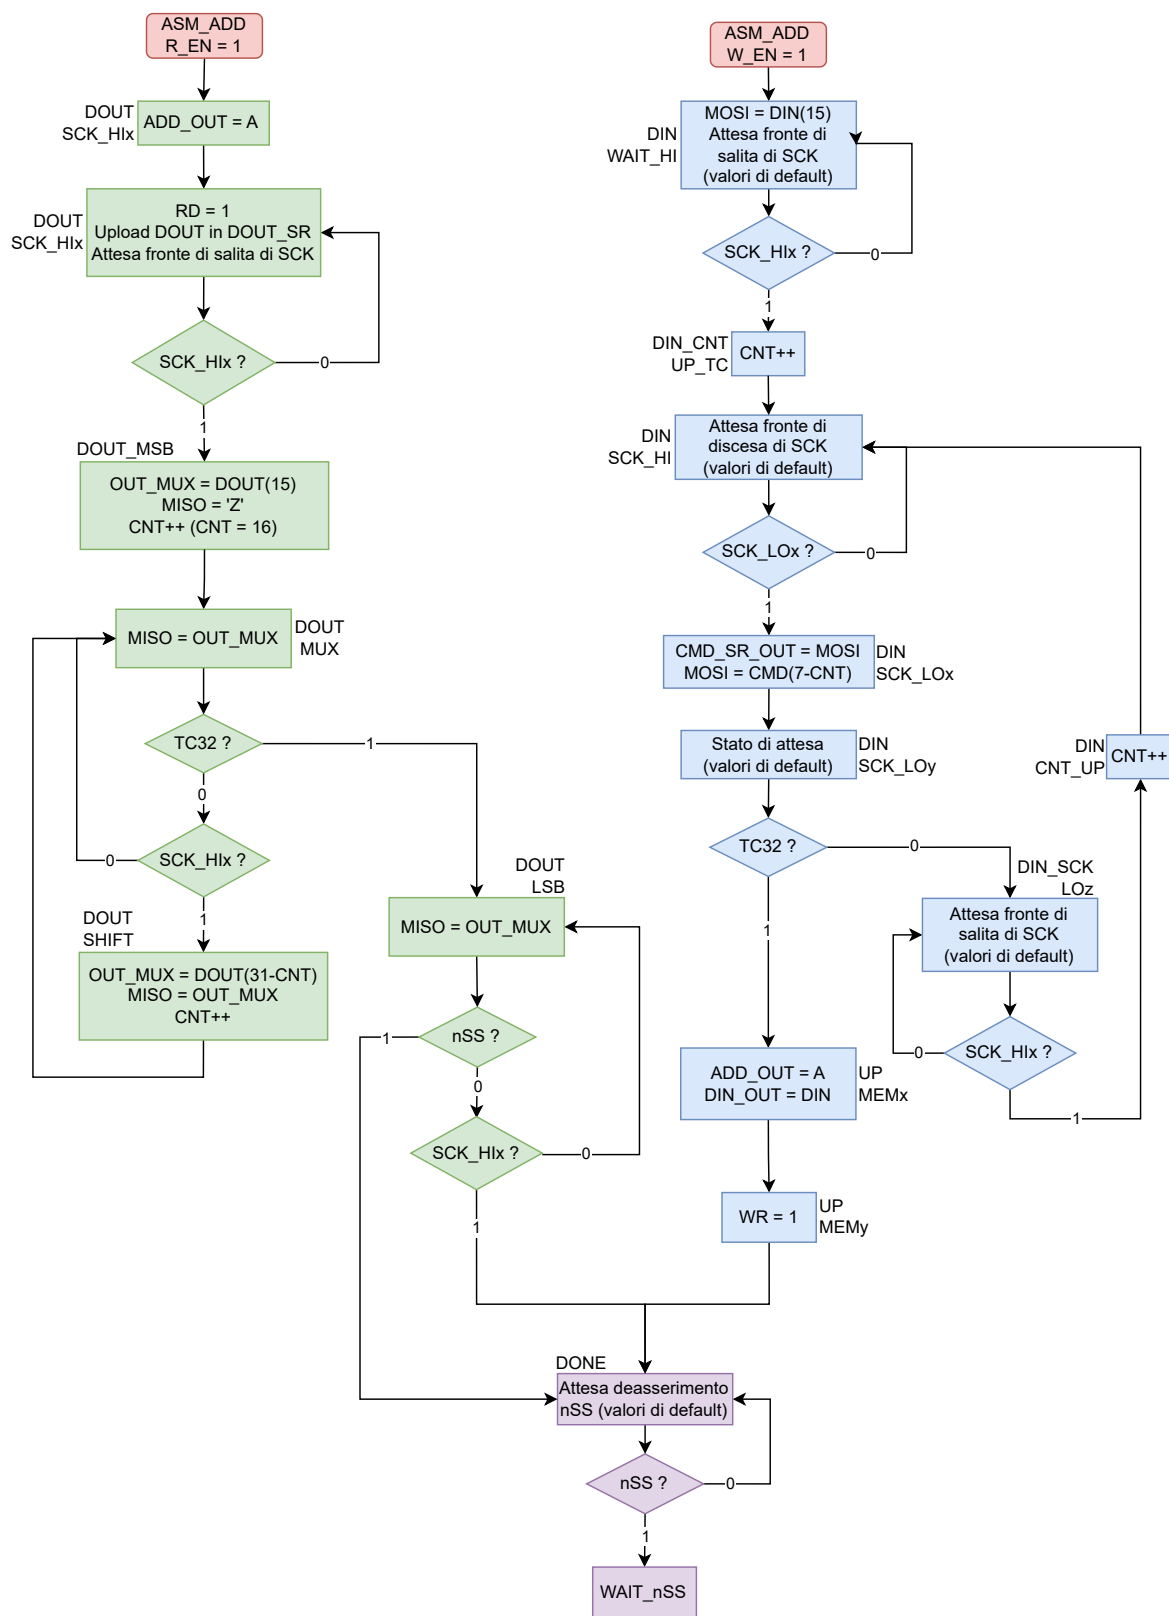 ASM_ADD
R_EN = 1
DOUT
SCK_HIx
ADD_OUT = A
DOUT
SCK_HIx
RD = 1
Upload DOUT in DOUT_SR
Attesa fronte di salita di SCK
SCK_HIx ?
0
1
DOUT_MSB
OUT_MUX = DOUT(15)
MISO = 'Z'
CNT++ (CNT = 16)
MISO = OUT_MUX
DOUT
MUX
TC32 ?
1
0
SCK_HIx ?
0
1
DOUT
SHIFT
OUT_MUX = DOUT(31-CNT)
MISO = OUT_MUX
CNT++
DOUT
LSB
MISO = OUT_MUX
nSS ?
1
0
SCK_HIx ?
0
1
ASM_ADD
W_EN = 1
DIN
WAIT_HI
MOSI = DIN(15)
Attesa fronte di
salita di SCK
(valori di default)
SCK_HIx ?
0
1
DIN_CNT
UP_TC
CNT++
DIN
SCK_HI
Attesa fronte di
discesa di SCK
(valori di default)
SCK_LOx ?
0
1
CMD_SR_OUT = MOSI
MOSI = CMD(7-CNT)
DIN
SCK_LOx
Stato di attesa
(valori di default)
DIN
SCK_LOy
TC32 ?
0
1
DIN_SCK
LOz
Attesa fronte di
salita di SCK
(valori di default)
SCK_HIx ?
0
1
DIN
CNT_UP
CNT++
ADD_OUT = A
DIN_OUT = DIN
UP
MEMx
WR = 1
UP
MEMy
DONE
Attesa deasserimento
nSS (valori di default)
nSS ?
0
1
WAIT_nSS